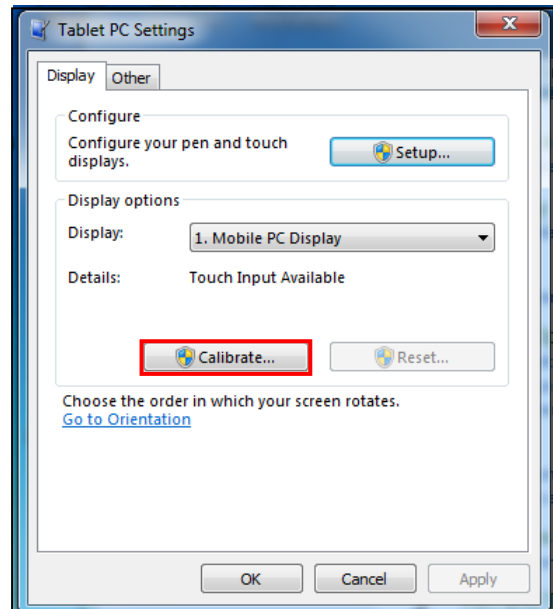 Tablet PC Settings
Display
Other
Configure
Configure your pen and touch
displays.
Setup...
Display options
Display:
1. Mobile PC Display
Details:
Touch Input Available
Calibrate...
Reset...
Choose the order in which your screen rotates.
Go to Orientation
OK
Cancel
Apply